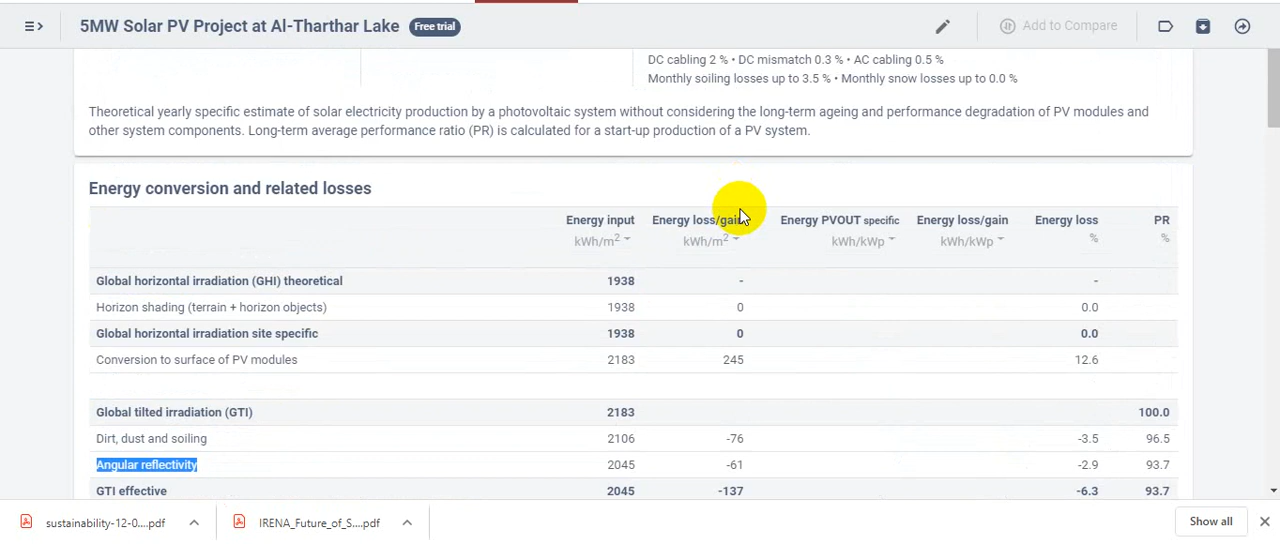 5MW Solar PV Project at Al-Tharthar Lake Free trial Add to Compare
DC cabling 2 % • DC mismatch 0.3 % • AC cabling 0.5 %
Monthly soiling losses up to 3.5 % • Monthly snow losses up to 0.0 %
Theoretical yearly specific estimate of solar electricity production by a photovoltaic system without considering the long-term ageing and performance degradation of PV modules and
other system components. Long-term average performance ratio (PR) is calculated for a start-up production of a PV system.
Energy conversion and related losses
Energy input Energy loss/gain Energy PVOUT specific Energy loss/gain Energy loss PR
kWh/m² kWh/m² kWh/kWp kWh/kWp % %
Global horizontal irradiation (GHI) theoretical 1938 - -
Horizon shading (terrain + horizon objects) 1938 0 0.0
Global horizontal irradiation site specific 1938 0 0.0
Conversion to surface of PV modules 2183 245 12.6
Global tilted irradiation (GTI) 2183 100.0
Dirt, dust and soiling 2106 -76 -3.5 96.5
Angular reflectivity 2045 -61 -2.9 93.7
GTI effective 2045 -137 -6.3 93.7
sustainability-12-0....pdf IRENA_Future_of_S....pdf Show all